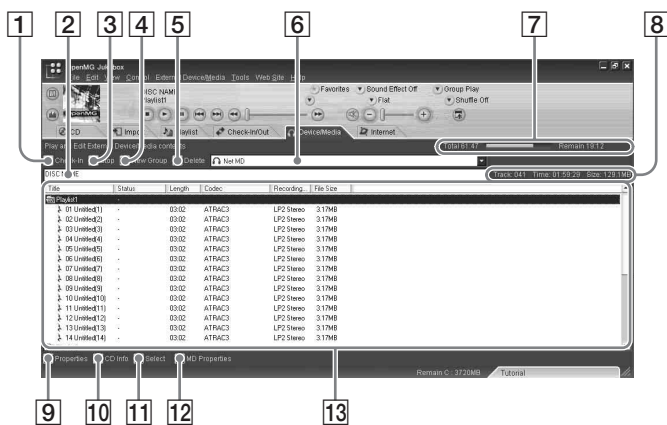 1 2 3 4 5 6 7 8
OpenMG Jukebox
File Edit View Control External Device/Media Tools Web Site Help
DISC NAME
Playlist1
Favorites Sound Effect Off Group Play
Flat Shuffle Off
CD Import Playlist Check-In/Out Device/Media Internet
Play and Edit External Device/Media contents
Total 61:47 Remain 19:12
Check-in Stop New Group Delete Net MD
Track: 041 Time: 01:59:29 Size: 129.1MB
Title Status Length Codec Recording... File Size
Playlist1 -
01 Untitled(1) - 03:02 ATRAC3 LP2 Stereo 3.17MB
02 Untitled(2) - 03:02 ATRAC3 LP2 Stereo 3.17MB
03 Untitled(3) - 03:02 ATRAC3 LP2 Stereo 3.17MB
04 Untitled(4) - 03:02 ATRAC3 LP2 Stereo 3.17MB
05 Untitled(5) - 03:02 ATRAC3 LP2 Stereo 3.17MB
06 Untitled(6) - 03:02 ATRAC3 LP2 Stereo 3.17MB
07 Untitled(7) - 03:02 ATRAC3 LP2 Stereo 3.17MB
08 Untitled(8) - 03:02 ATRAC3 LP2 Stereo 3.17MB
09 Untitled(9) - 03:02 ATRAC3 LP2 Stereo 3.17MB
10 Untitled(10) - 03:02 ATRAC3 LP2 Stereo 3.17MB
11 Untitled(11) - 03:02 ATRAC3 LP2 Stereo 3.17MB
12 Untitled(12) - 03:02 ATRAC3 LP2 Stereo 3.17MB
13 Untitled(13) - 03:02 ATRAC3 LP2 Stereo 3.17MB
14 Untitled(14) - 03:02 ATRAC3 LP2 Stereo 3.17MB
Properties CD Info. Select MD Properties
Remain C : 3720MB Tutorial
9 10 11 12 13